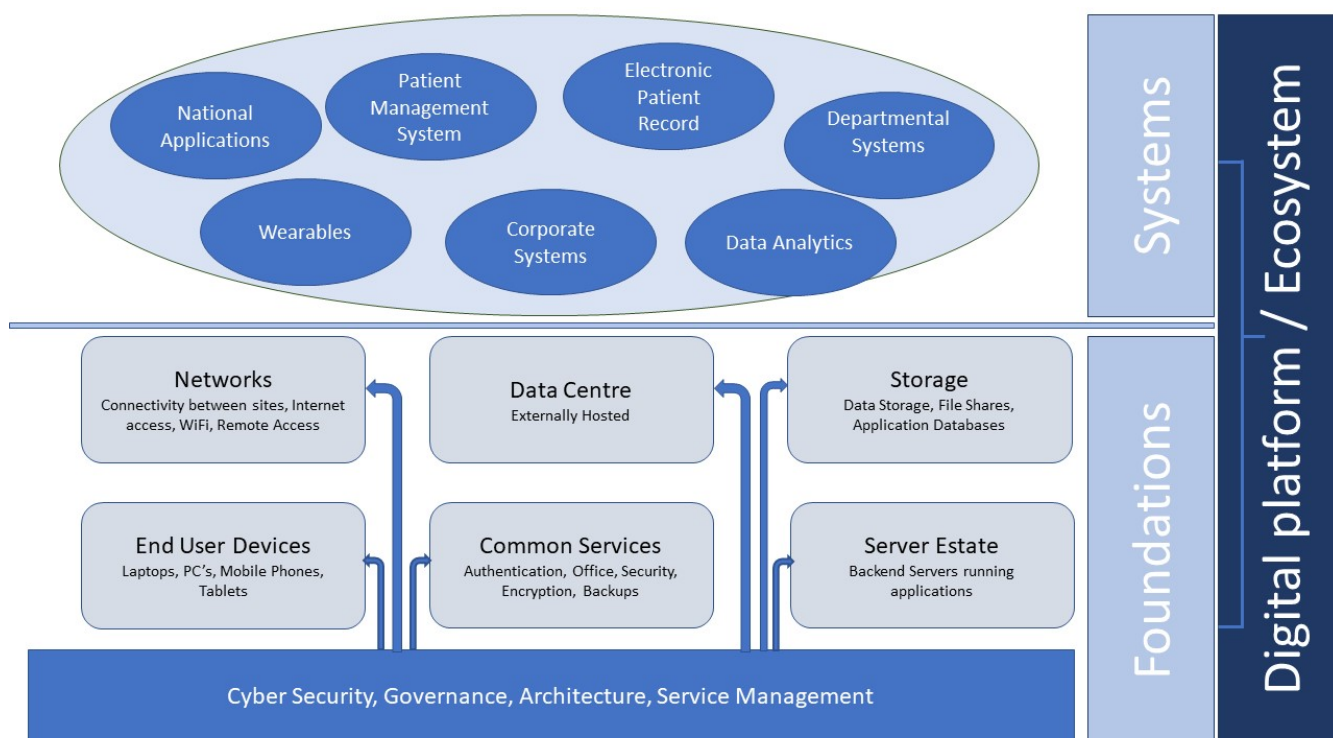 National
Applications
Patient
Management
System
Electronic
Patient
Record
Departmental
Systems
Wearables
Corporate
Systems
Data Analytics
Systems
Digital platform / Ecosystem
Networks
Connectivity between sites, Internet
access, WiFi, Remote Access
Data Centre
Externally Hosted
Storage
Data Storage, File Shares,
Application Databases
End User Devices
Laptops, PC's, Mobile Phones,
Tablets
Common Services
Authentication, Office, Security,
Encryption, Backups
Server Estate
Backend Servers running
applications
Foundations
Cyber Security, Governance, Architecture, Service Management